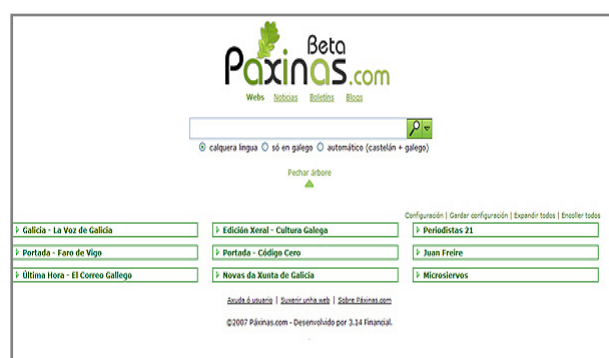 Beta
Páxinas.com
Webs Noticias Boletíns Blogs
calquera lingua só en galego automático (castelán + galego)
Pechar árbore
Configuración | Gardar configuración | Expandir todos | Encoller todos
Galicia - La Voz de Galicia Edición Xeral - Cultura Galega Periodistas 21
Portada - Faro de Vigo Portada - Código Cero Juan Freire
Última Hora - El Correo Gallego Novas da Xunta de Galicia Microsiervos
Axuda ó usuario | Suxerir unha web | Sobre Páxinas.com
©2007 Páxinas.com - Desenvolvido por 3.14 Financial.